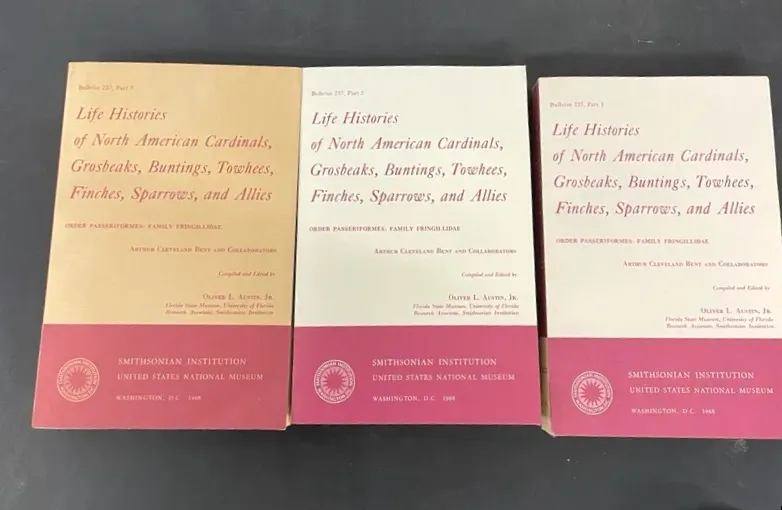 Bulletin 237, Part 3
Life Histories
of North American Cardinals,
Grosbeaks, Buntings, Towhees,
Finches, Sparrows, and Allies
ORDER PASSERIFORMES: FAMILY FRINGILLIDAE
ARTHUR CLEVELAND BENT AND COLLABORATORS
Compiled and Edited by
OLIVER L. AUSTIN, JR.
Florida State Museum, University of Florida
Research Associate, Smithsonian Institution
SMITHSONIAN INSTITUTION
UNITED STATES NATIONAL MUSEUM
WASHINGTON, D.C. 1968
Bulletin 237, Part 2
Life Histories
of North American Cardinals,
Grosbeaks, Buntings, Towhees,
Finches, Sparrows, and Allies
ORDER PASSERIFORMES: FAMILY FRINGILLIDAE
ARTHUR CLEVELAND BENT AND COLLABORATORS
Compiled and Edited by
OLIVER L. AUSTIN, JR.
Florida State Museum, University of Florida
Research Associate, Smithsonian Institution
SMITHSONIAN INSTITUTION
UNITED STATES NATIONAL MUSEUM
WASHINGTON, D.C. 1968
Bulletin 237, Part 1
Life Histories
of North American Cardinals,
Grosbeaks, Buntings, Towhees,
Finches, Sparrows, and Allies
ORDER PASSERIFORMES: FAMILY FRINGILLIDAE
ARTHUR CLEVELAND BENT AND COLLABORATORS
Compiled and Edited by
OLIVER L. AUSTIN, JR.
Florida State Museum, University of Florida
Research Associate, Smithsonian Institution
SMITHSONIAN INSTITUTION
UNITED STATES NATIONAL MUSEUM
WASHINGTON, D.C. 1968